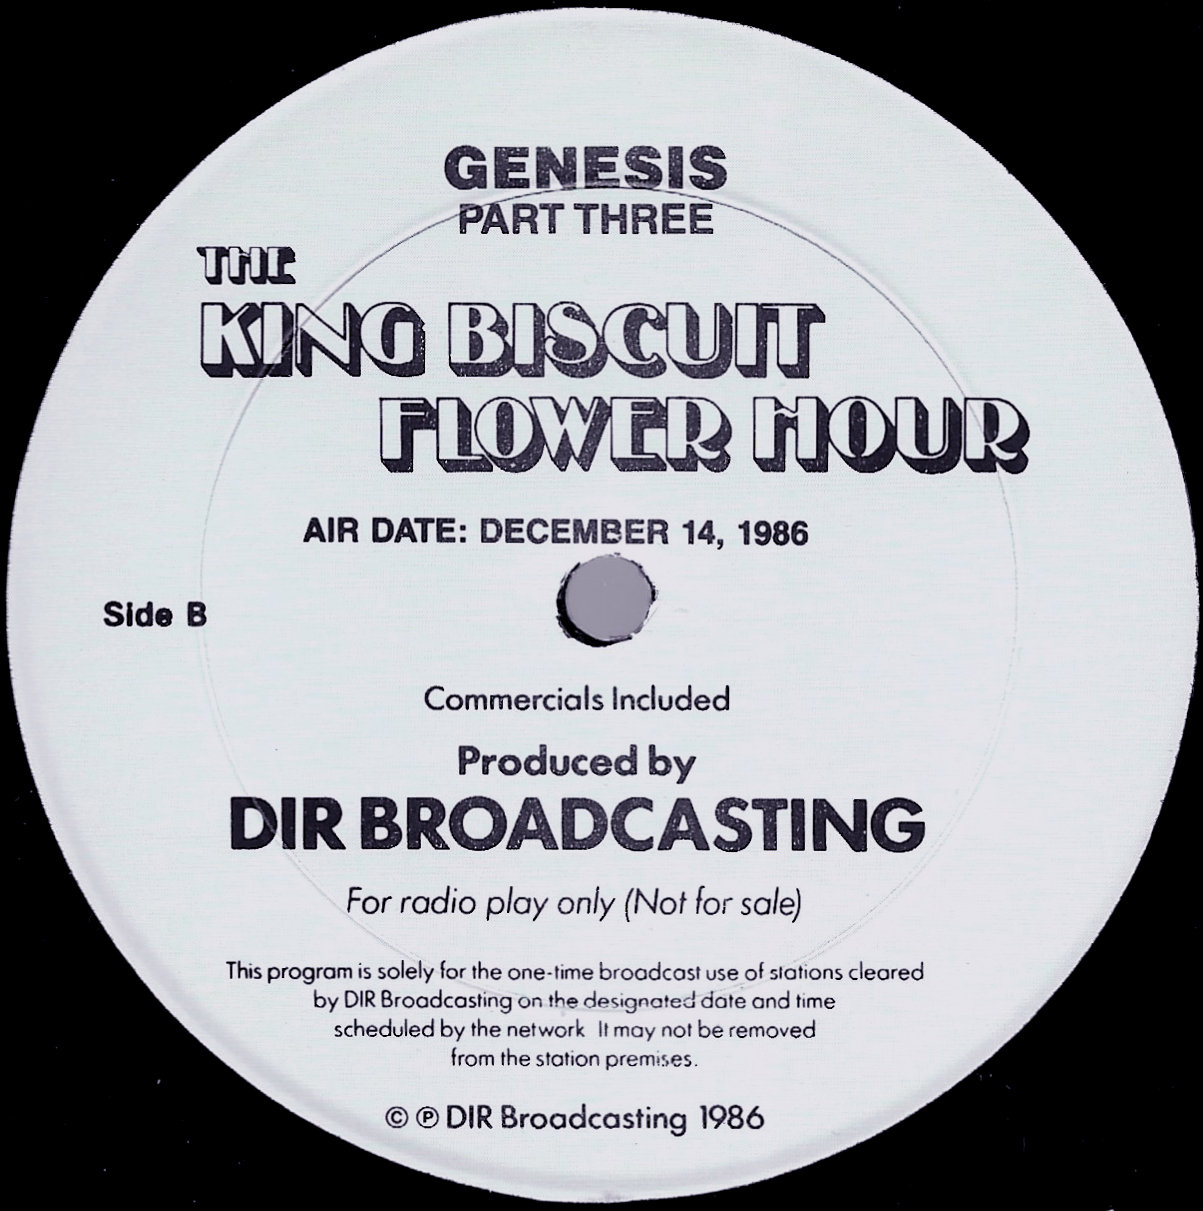 GENESIS
PART THREE
THE
KING BISCUIT
FLOWER HOUR
AIR DATE: DECEMBER 14, 1986
Side B
Commercials Included
Produced by
DIR BROADCASTING
For radio play only (Not for sale)
This program is solely for the one-time broadcast use of stations cleared
by DIR Broadcasting on the designated date and time
scheduled by the network  It may not be removed
from the station premises.
© ℗ DIR Broadcasting 1986